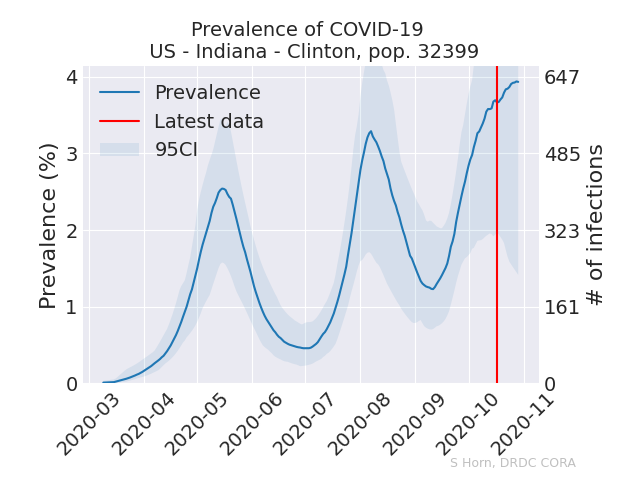 Prevalence of COVID-19
US - Indiana - Clinton, pop. 32399
Prevalence (%)
4
3
2
1
0
Prevalence
Latest data
95CI
647
485
323
161
0
# of infections
2020-03
2020-04
2020-05
2020-06
2020-07
2020-08
2020-09
2020-10
2020-11
S Horn, DRDC CORA